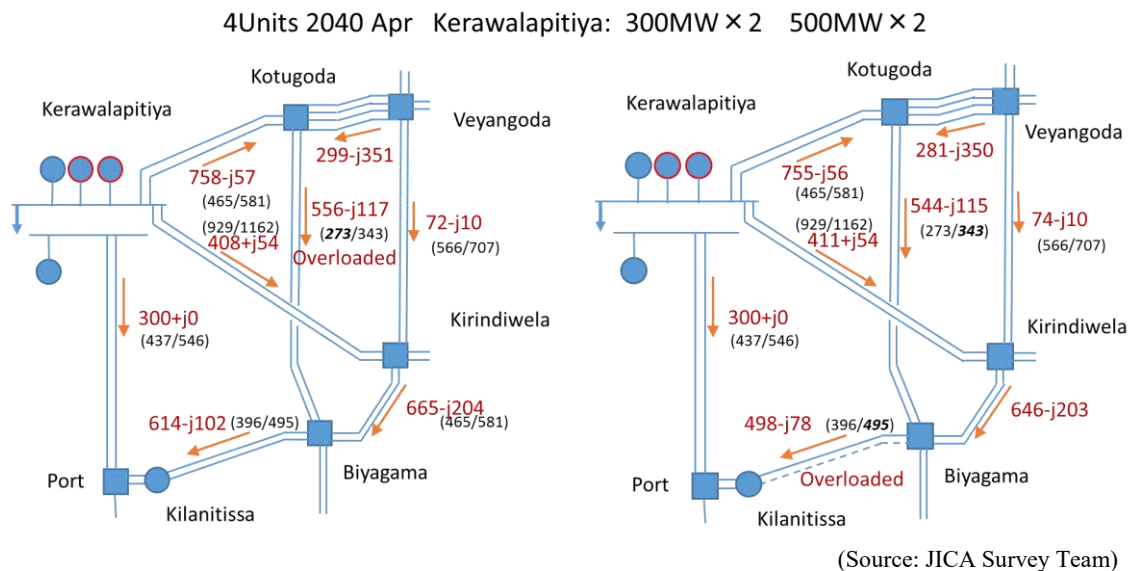 4Units 2040 Apr Kerawalapitiya: 300MW × 2 500MW × 2
Kotugoda
Kerawalapitiya
Veyangoda
299-j351
758-j57
(465/581)
(929/1162)
408+j54
556-j117
(273/343)
Overloaded
72-j10
(566/707)
Kirindiwela
300+j0
(437/546)
665-j204
(465/581)
614-j102 (396/495)
Biyagama
Port
Kilanitissa
Kotugoda
Kerawalapitiya
Veyangoda
281-j350
755-j56
(465/581)
(929/1162)
411+j54
544-j115
(273/343)
74-j10
(566/707)
Kirindiwela
300+j0
(437/546)
646-j203
498-j78 (396/495)
Overloaded
Biyagama
Port
Kilanitissa
(Source: JICA Survey Team)